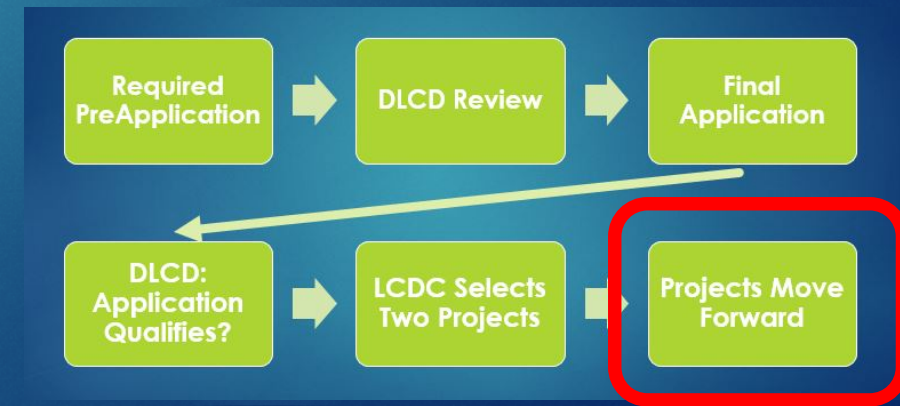 Required
PreApplication
DLCD Review
Final
Application
DLCD:
Application
Qualifies?
LCDC Selects
Two Projects
Projects Move
Forward